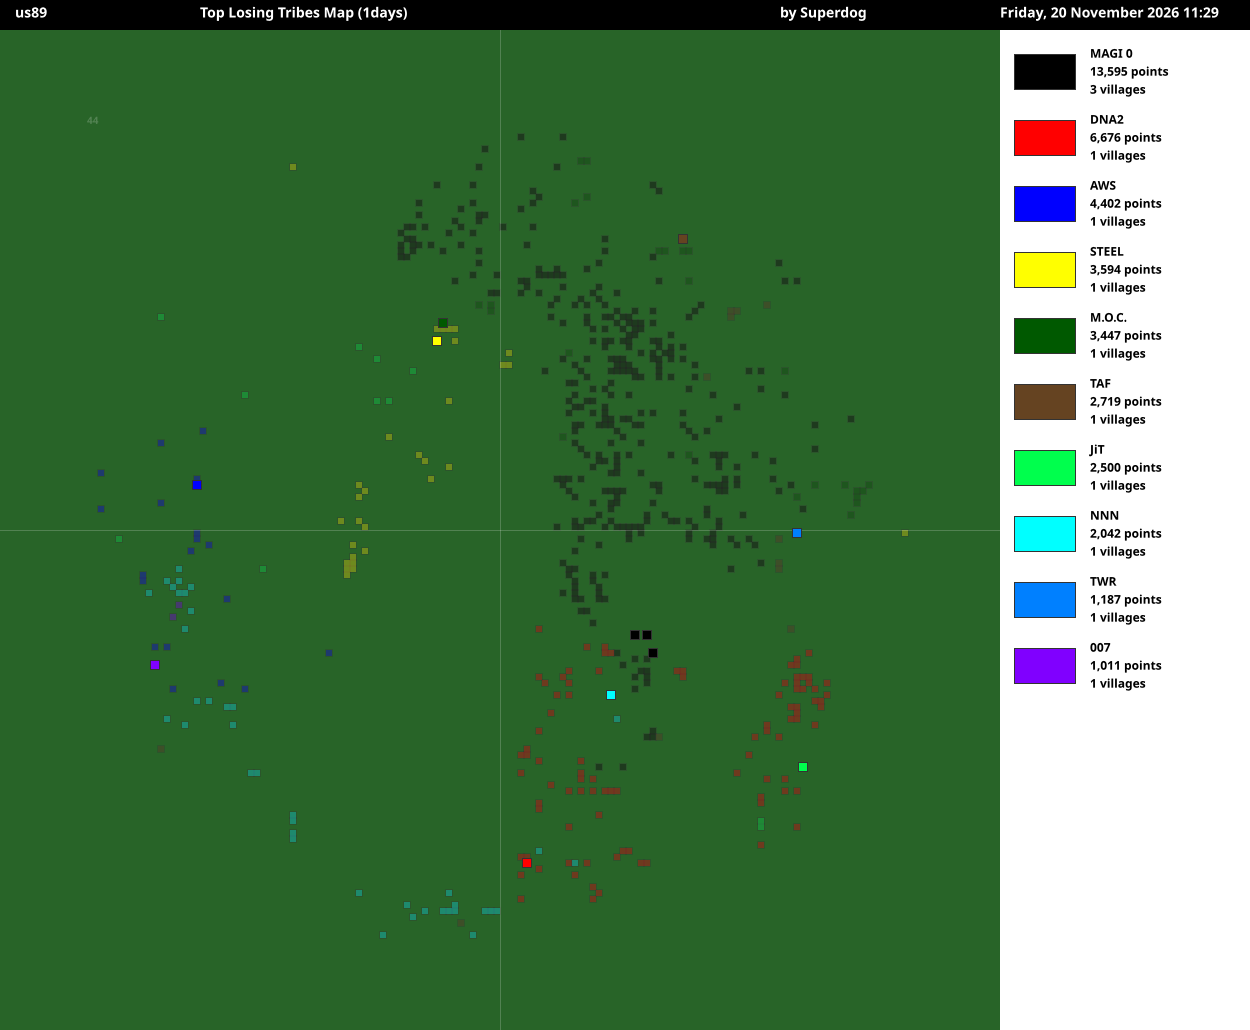 us89
Top Losing Tribes Map (1days)
by Superdog
Friday, 20 November 2026 11:29
44
MAGI 0
13,595 points
3 villages
DNA2
6,676 points
1 villages
AWS
4,402 points
1 villages
STEEL
3,594 points
1 villages
M.O.C.
3,447 points
1 villages
TAF
2,719 points
1 villages
JiT
2,500 points
1 villages
NNN
2,042 points
1 villages
TWR
1,187 points
1 villages
007
1,011 points
1 villages